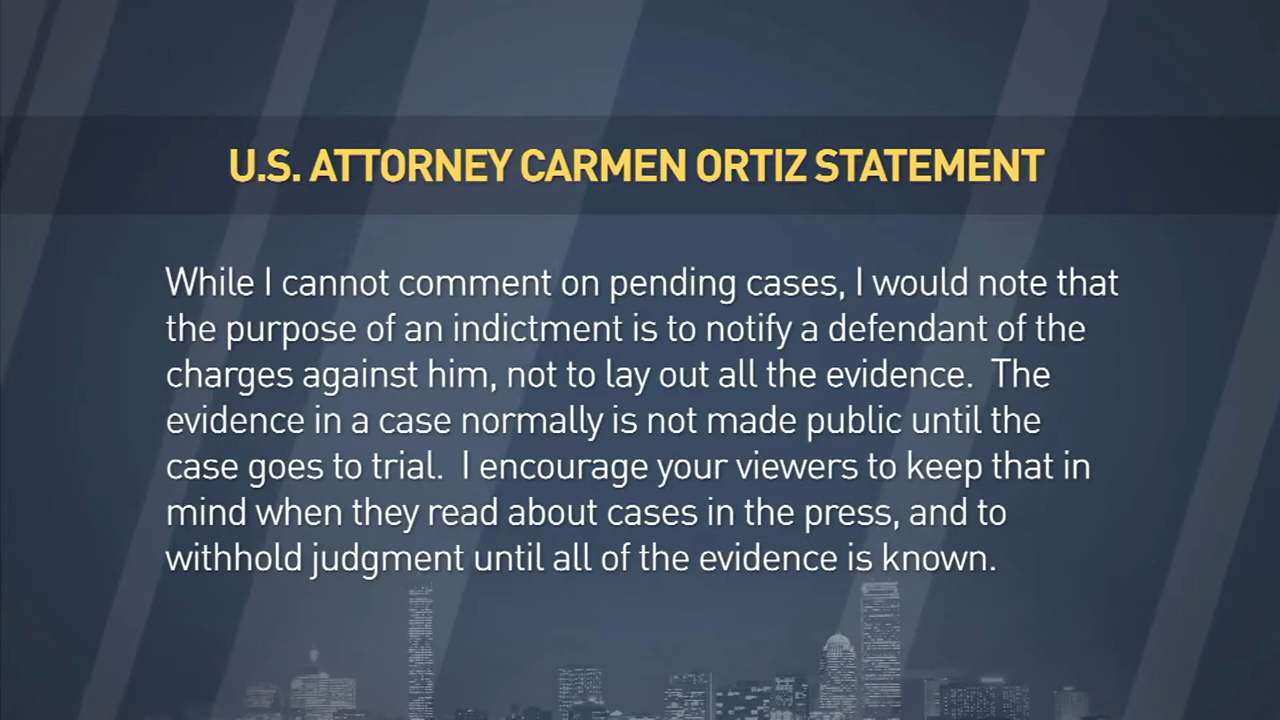 U.S. ATTORNEY CARMEN ORTIZ STATEMENT
While I cannot comment on pending cases, I would note that
the purpose of an indictment is to notify a defendant of the
charges against him, not to lay out all the evidence.  The
evidence in a case normally is not made public until the
case goes to trial.  I encourage your viewers to keep that in
mind when they read about cases in the press, and to
withhold judgment until all of the evidence is known.